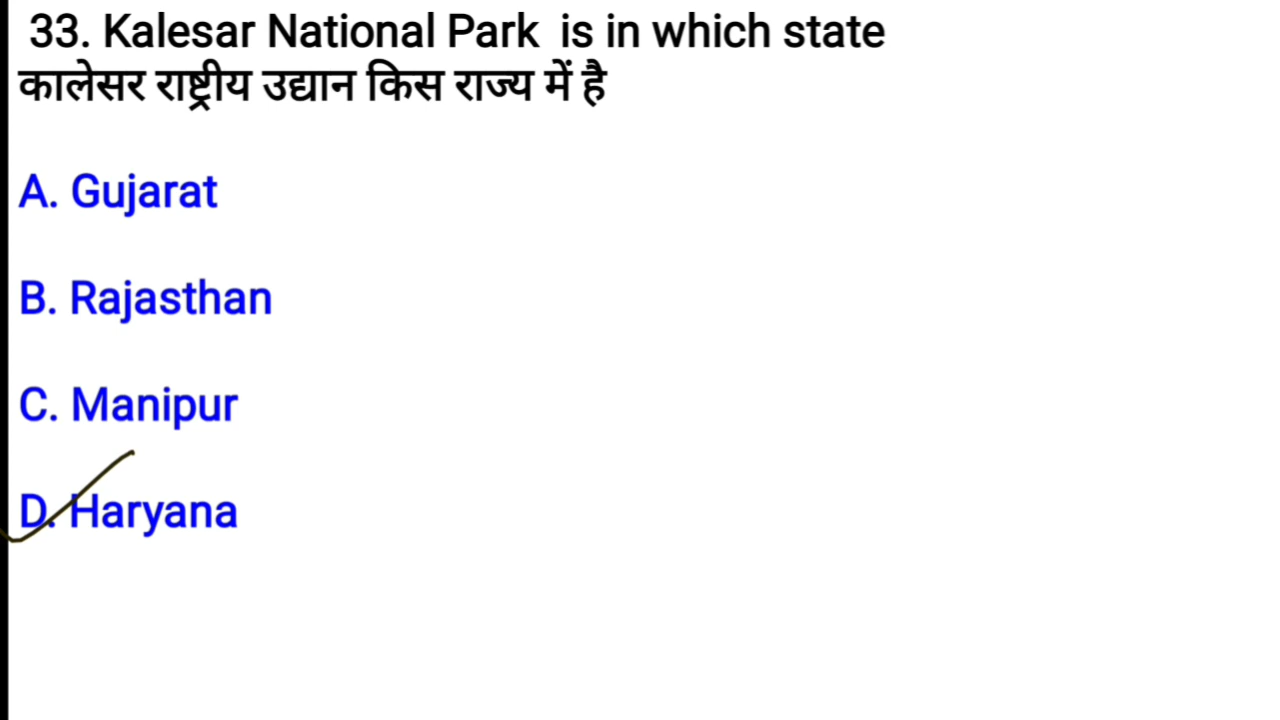 33. Kalesar National Park is in which state
कालेसर राष्ट्रीय उद्यान किस राज्य में है
A. Gujarat
B. Rajasthan
C. Manipur
D. Haryana